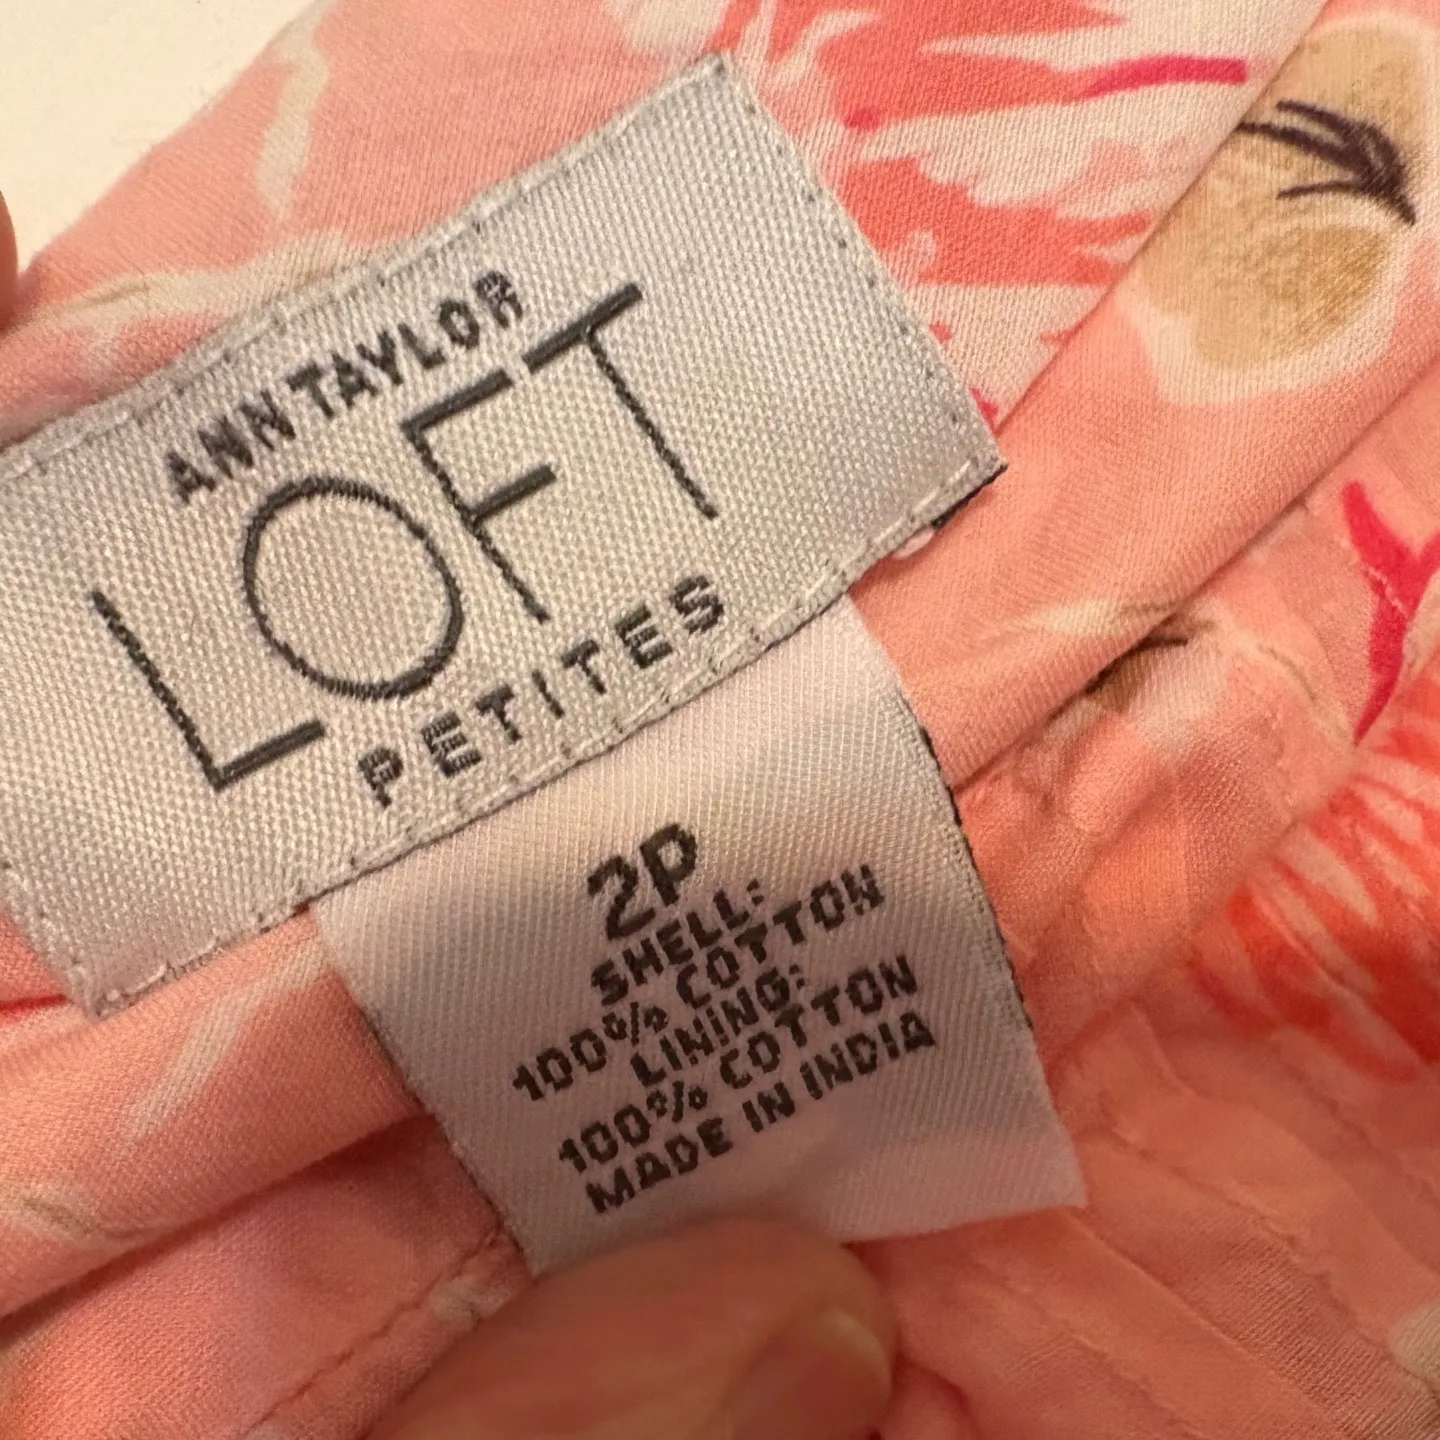 ANN TAYLOR
LOFT
PETITES
2P
SHELL:
100% COTTON
LINING:
100% COTTON
MADE IN INDIA